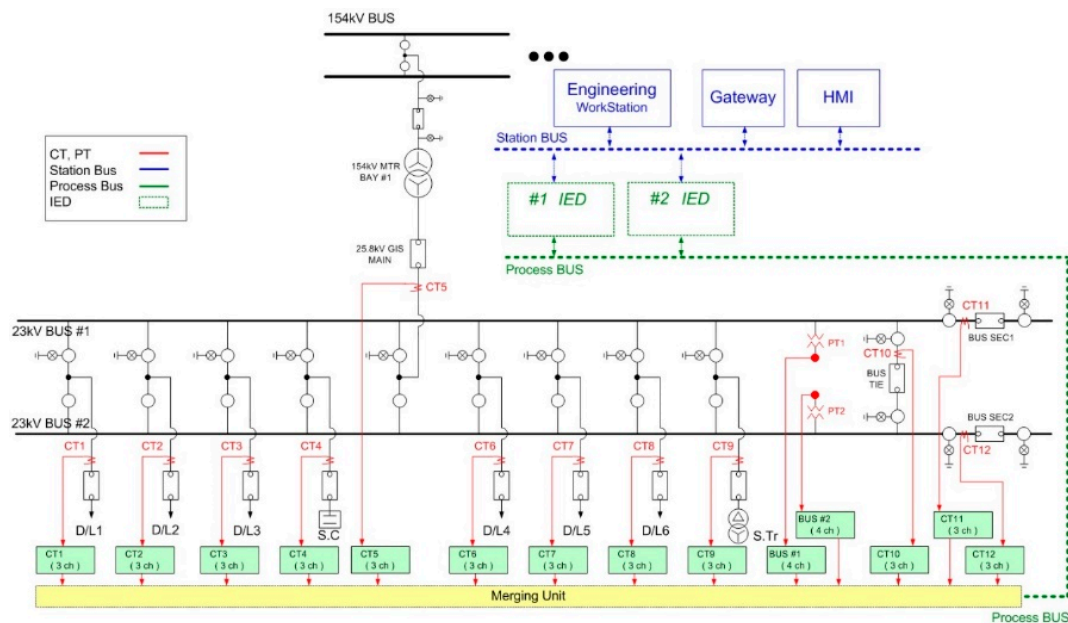 154kV BUS
Engineering
WorkStation
Gateway
HMI
Station BUS
CT, PT
Station Bus
Process Bus
IED
154kV MTR
BAY #1
#1 IED
#2 IED
25.8kV GIS
MAIN
Process BUS
CT5
CT11
23kV BUS #1
BUS SEC1
PT1
CT10
BUS
TIE
PT2
23kV BUS #2
BUS SEC2
CT1
CT2
CT3
CT4
CT6
CT7
CT8
CT9
CT12
D/L1
D/L2
D/L3
S.C
D/L4
D/L5
D/L6
S.Tr
BUS #2
( 4 ch )
CT11
( 3 ch )
CT1
( 3 ch )
CT2
( 3 ch )
CT3
( 3 ch )
CT4
( 3 ch )
CT5
( 3 ch )
CT6
( 3 ch )
CT7
( 3 ch )
CT8
( 3 ch )
CT9
( 3 ch )
BUS #1
( 4 ch )
CT10
( 3 ch )
CT12
( 3 ch )
Merging Unit
Process BUS